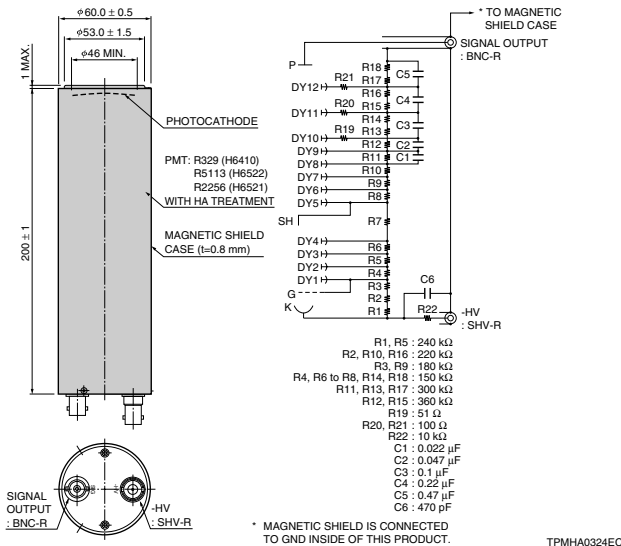 φ60.0 ± 0.5
φ53.0 ± 1.5
φ46 MIN.
1 MAX.
200 ± 1
PHOTOCATHODE
PMT: R329 (H6410)
R5113 (H6522)
R2256 (H6521)
WITH HA TREATMENT
MAGNETIC SHIELD
CASE (t=0.8 mm)
SIGNAL
OUTPUT
: BNC-R
-HV
: SHV-R
* TO MAGNETIC
SHIELD CASE
SIGNAL OUTPUT
: BNC-R
P
R18
R17
C5
R21
DY12
R16
R15
C4
R20
DY11
R14
R13
C3
R19
DY10
R12
C2
DY9
R11
C1
DY8
R10
DY7
R9
DY6
R8
DY5
SH
R7
DY4
R6
DY3
R5
DY2
R4
DY1
R3
G
R2
K
R1
C6
R22
-HV
: SHV-R
R1, R5 : 240 kΩ
R2, R10, R16 : 220 kΩ
R3, R9 : 180 kΩ
R4, R6 to R8, R14, R18 : 150 kΩ
R11, R13, R17 : 300 kΩ
R12, R15 : 360 kΩ
R19 : 51 Ω
R20, R21 : 100 Ω
R22 : 10 kΩ
C1 : 0.022 μF
C2 : 0.047 μF
C3 : 0.1 μF
C4 : 0.22 μF
C5 : 0.47 μF
C6 : 470 pF
* MAGNETIC SHIELD IS CONNECTED
TO GND INSIDE OF THIS PRODUCT.
TPMHA0324EC